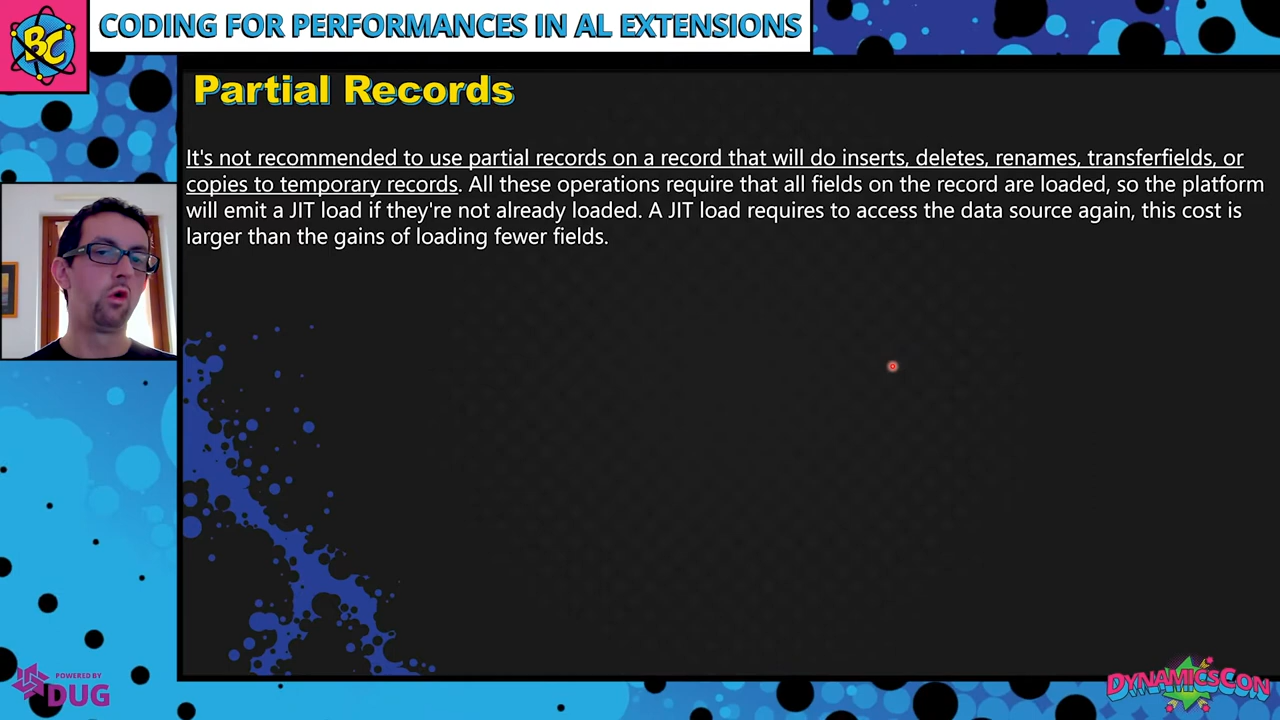 BC
CODING FOR PERFORMANCES IN AL EXTENSIONS
Partial Records
It's not recommended to use partial records on a record that will do inserts, deletes, renames, transferfields, or
copies to temporary records. All these operations require that all fields on the record are loaded, so the platform
will emit a JIT load if they're not already loaded. A JIT load requires to access the data source again, this cost is
larger than the gains of loading fewer fields.
POWERED BY
DUG
DYNAMICSCON